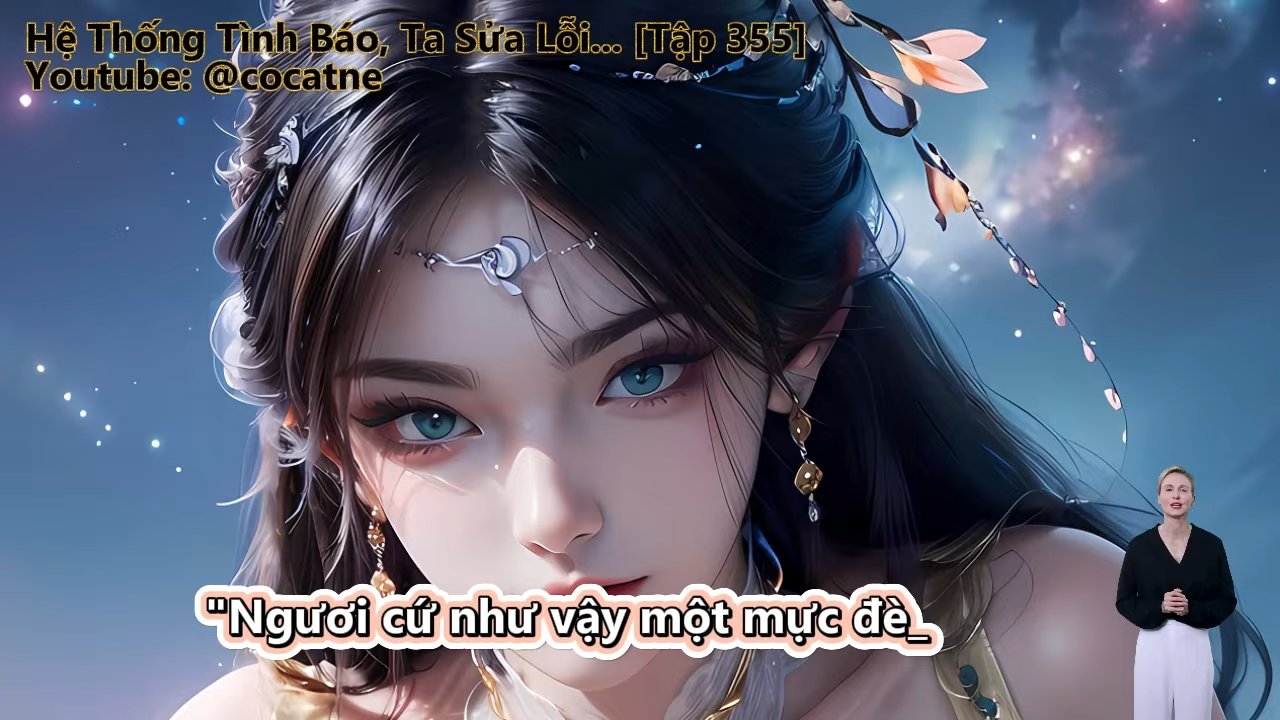 Hệ Thống Tình Báo, Ta Sửa Lỗi... [Tập 355]
Youtube: @cocatne
"Ngươi cứ như vậy một mực đè_